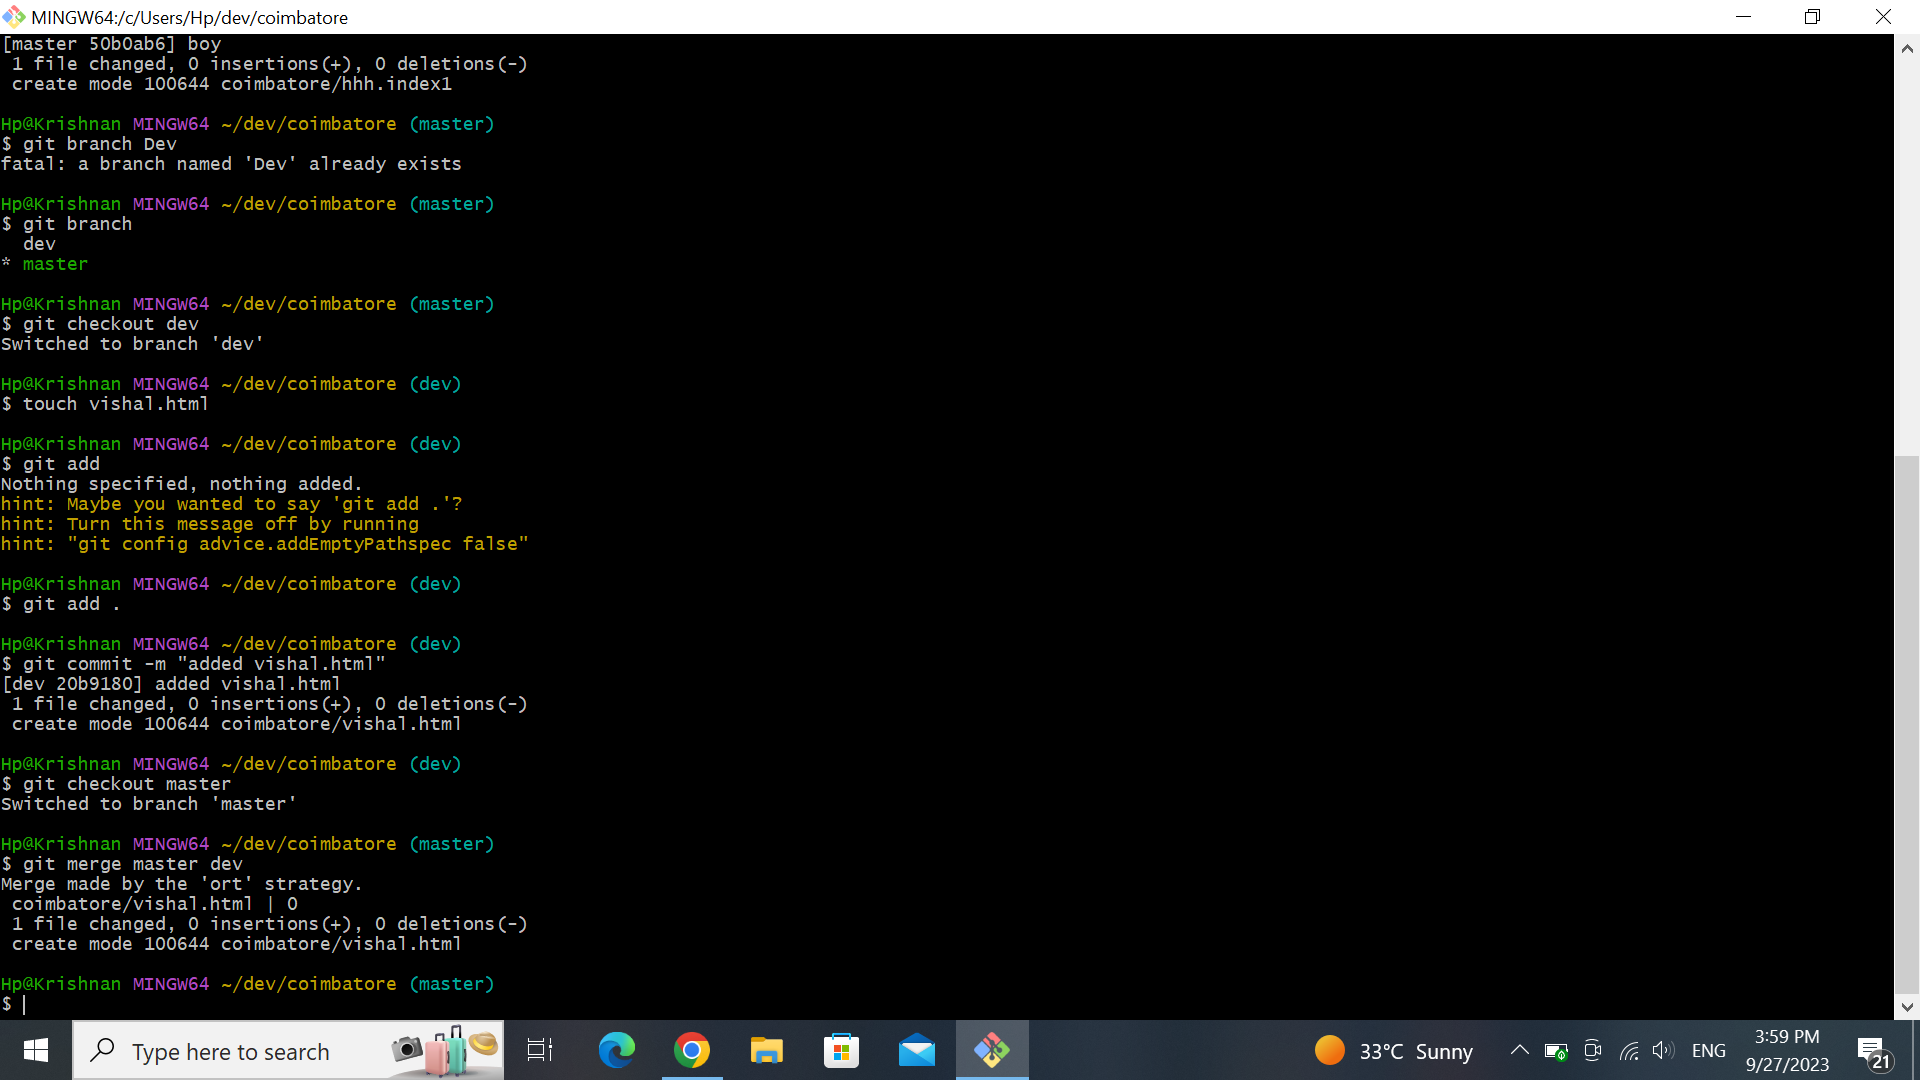 MINGW64:/c/Users/Hp/dev/coimbatore
[master 50b0ab6] boy
 1 file changed, 0 insertions(+), 0 deletions(-)
 create mode 100644 coimbatore/hhh.index1
Hp@Krishnan MINGW64 ~/dev/coimbatore (master)
$ git branch Dev
fatal: a branch named 'Dev' already exists
Hp@Krishnan MINGW64 ~/dev/coimbatore (master)
$ git branch
  dev
* master
Hp@Krishnan MINGW64 ~/dev/coimbatore (master)
$ git checkout dev
Switched to branch 'dev'
Hp@Krishnan MINGW64 ~/dev/coimbatore (dev)
$ touch vishal.html
Hp@Krishnan MINGW64 ~/dev/coimbatore (dev)
$ git add
Nothing specified, nothing added.
hint: Maybe you wanted to say 'git add .'?
hint: Turn this message off by running
hint: "git config advice.addEmptyPathspec false"
Hp@Krishnan MINGW64 ~/dev/coimbatore (dev)
$ git add .
Hp@Krishnan MINGW64 ~/dev/coimbatore (dev)
$ git commit -m "added vishal.html"
[dev 20b9180] added vishal.html
 1 file changed, 0 insertions(+), 0 deletions(-)
 create mode 100644 coimbatore/vishal.html
Hp@Krishnan MINGW64 ~/dev/coimbatore (dev)
$ git checkout master
Switched to branch 'master'
Hp@Krishnan MINGW64 ~/dev/coimbatore (master)
$ git merge master dev
Merge made by the 'ort' strategy.
 coimbatore/vishal.html | 0
 1 file changed, 0 insertions(+), 0 deletions(-)
 create mode 100644 coimbatore/vishal.html
Hp@Krishnan MINGW64 ~/dev/coimbatore (master)
$
Type here to search
33°C Sunny
ENG
3:59 PM
9/27/2023
21